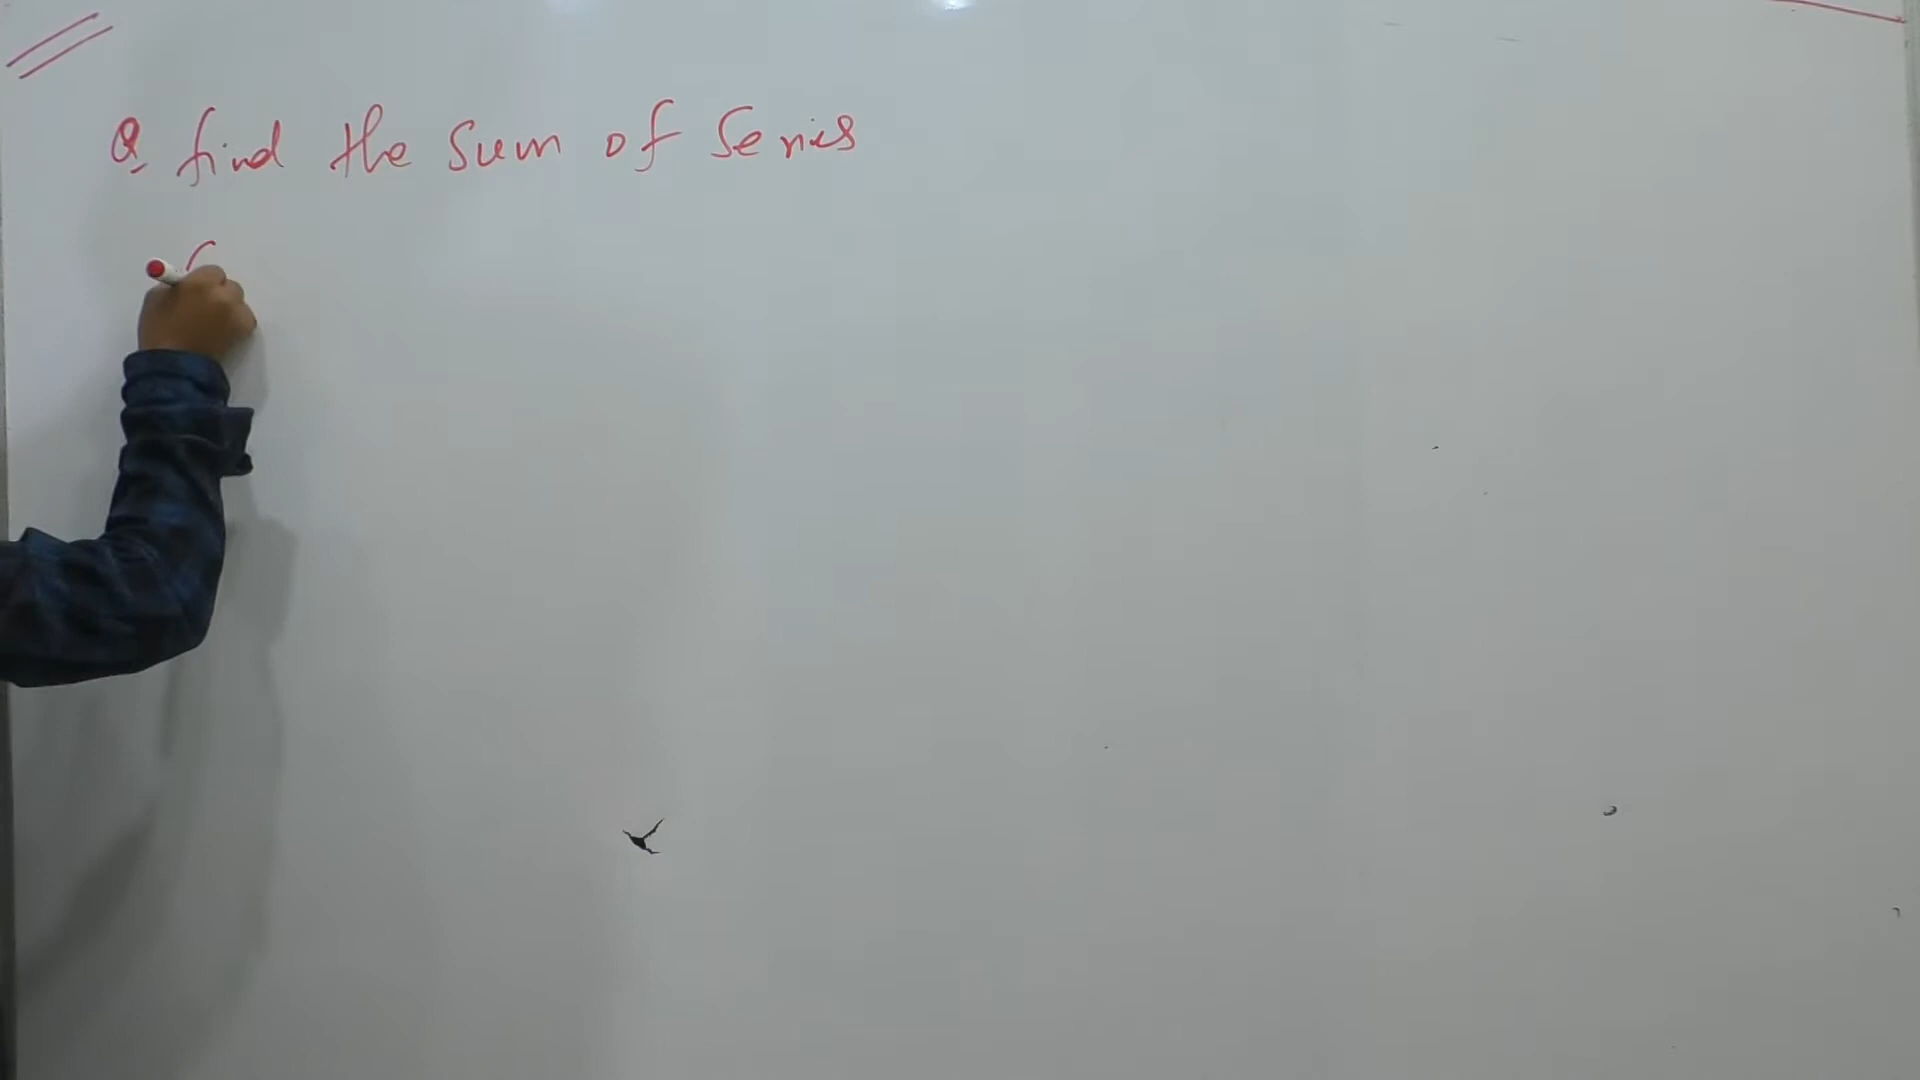 Q find the Sum of Series